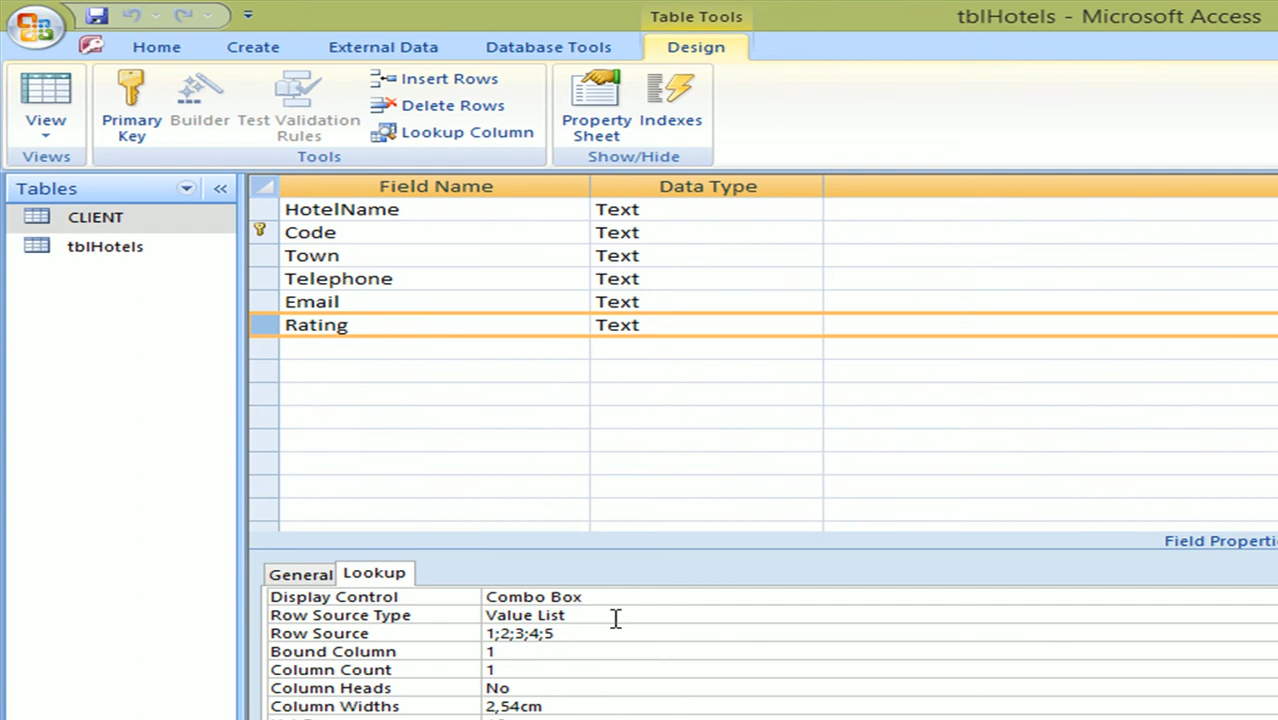 Table Tools
tblHotels - Microsoft Access
Home
Create
External Data
Database Tools
Design
View
Primary Key
Builder
Test Validation Rules
Insert Rows
Delete Rows
Lookup Column
Property Sheet
Indexes
Views
Tools
Show/Hide
Tables
CLIENT
tblHotels
Field Name Data Type
HotelName Text
Code Text
Town Text
Telephone Text
Email Text
Rating Text
Field Properti
General Lookup
Display Control Combo Box
Row Source Type Value List
Row Source 1;2;3;4;5
Bound Column 1
Column Count 1
Column Heads No
Column Widths 2,54cm